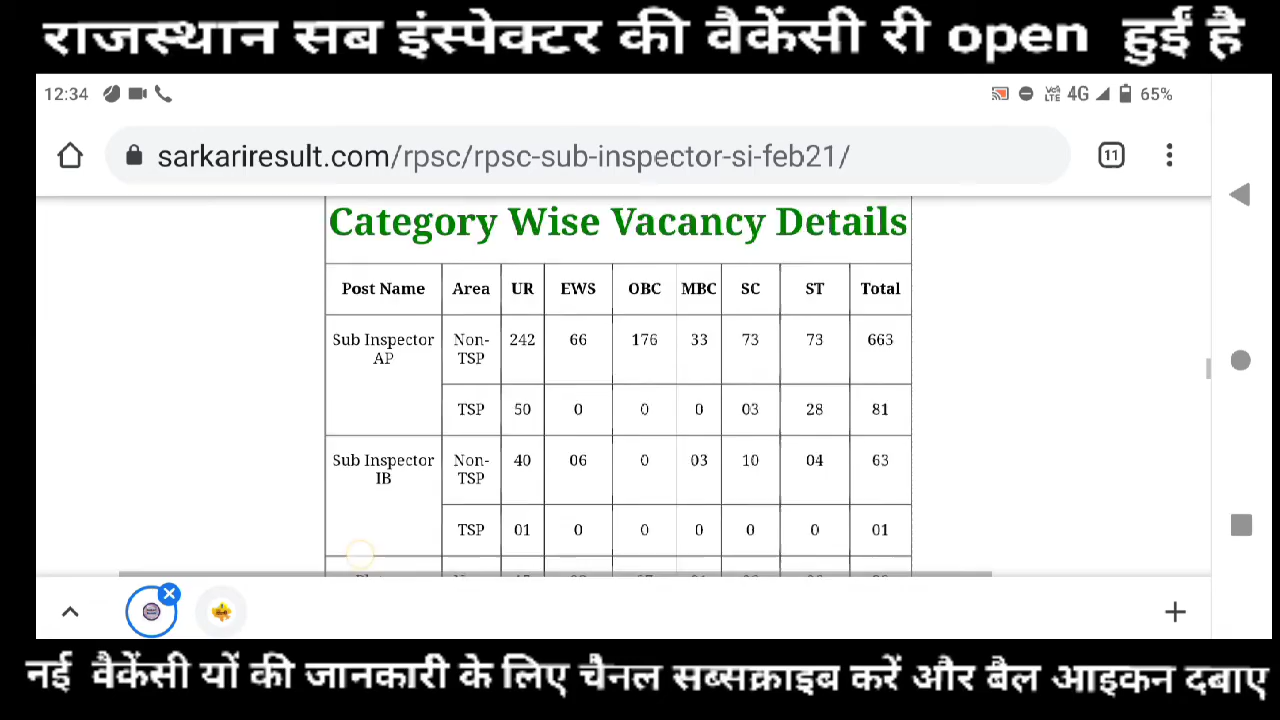 राजस्थान सब इंस्पेक्टर की वैकेंसी री open हुई है
12:34 VoI LTE 4G 65%
sarkariresult.com/rpsc/rpsc-sub-inspector-si-feb21/ 11
Category Wise Vacancy Details
Post Name Area UR EWS OBC MBC SC ST Total
Sub Inspector AP Non-TSP 242 66 176 33 73 73 663
TSP 50 0 0 0 03 28 81
Sub Inspector IB Non-TSP 40 06 0 03 10 04 63
TSP 01 0 0 0 0 0 01
नई वैकेंसी यों की जानकारी के लिए चैनल सब्सक्राइब करें और बैल आइकन दबाए